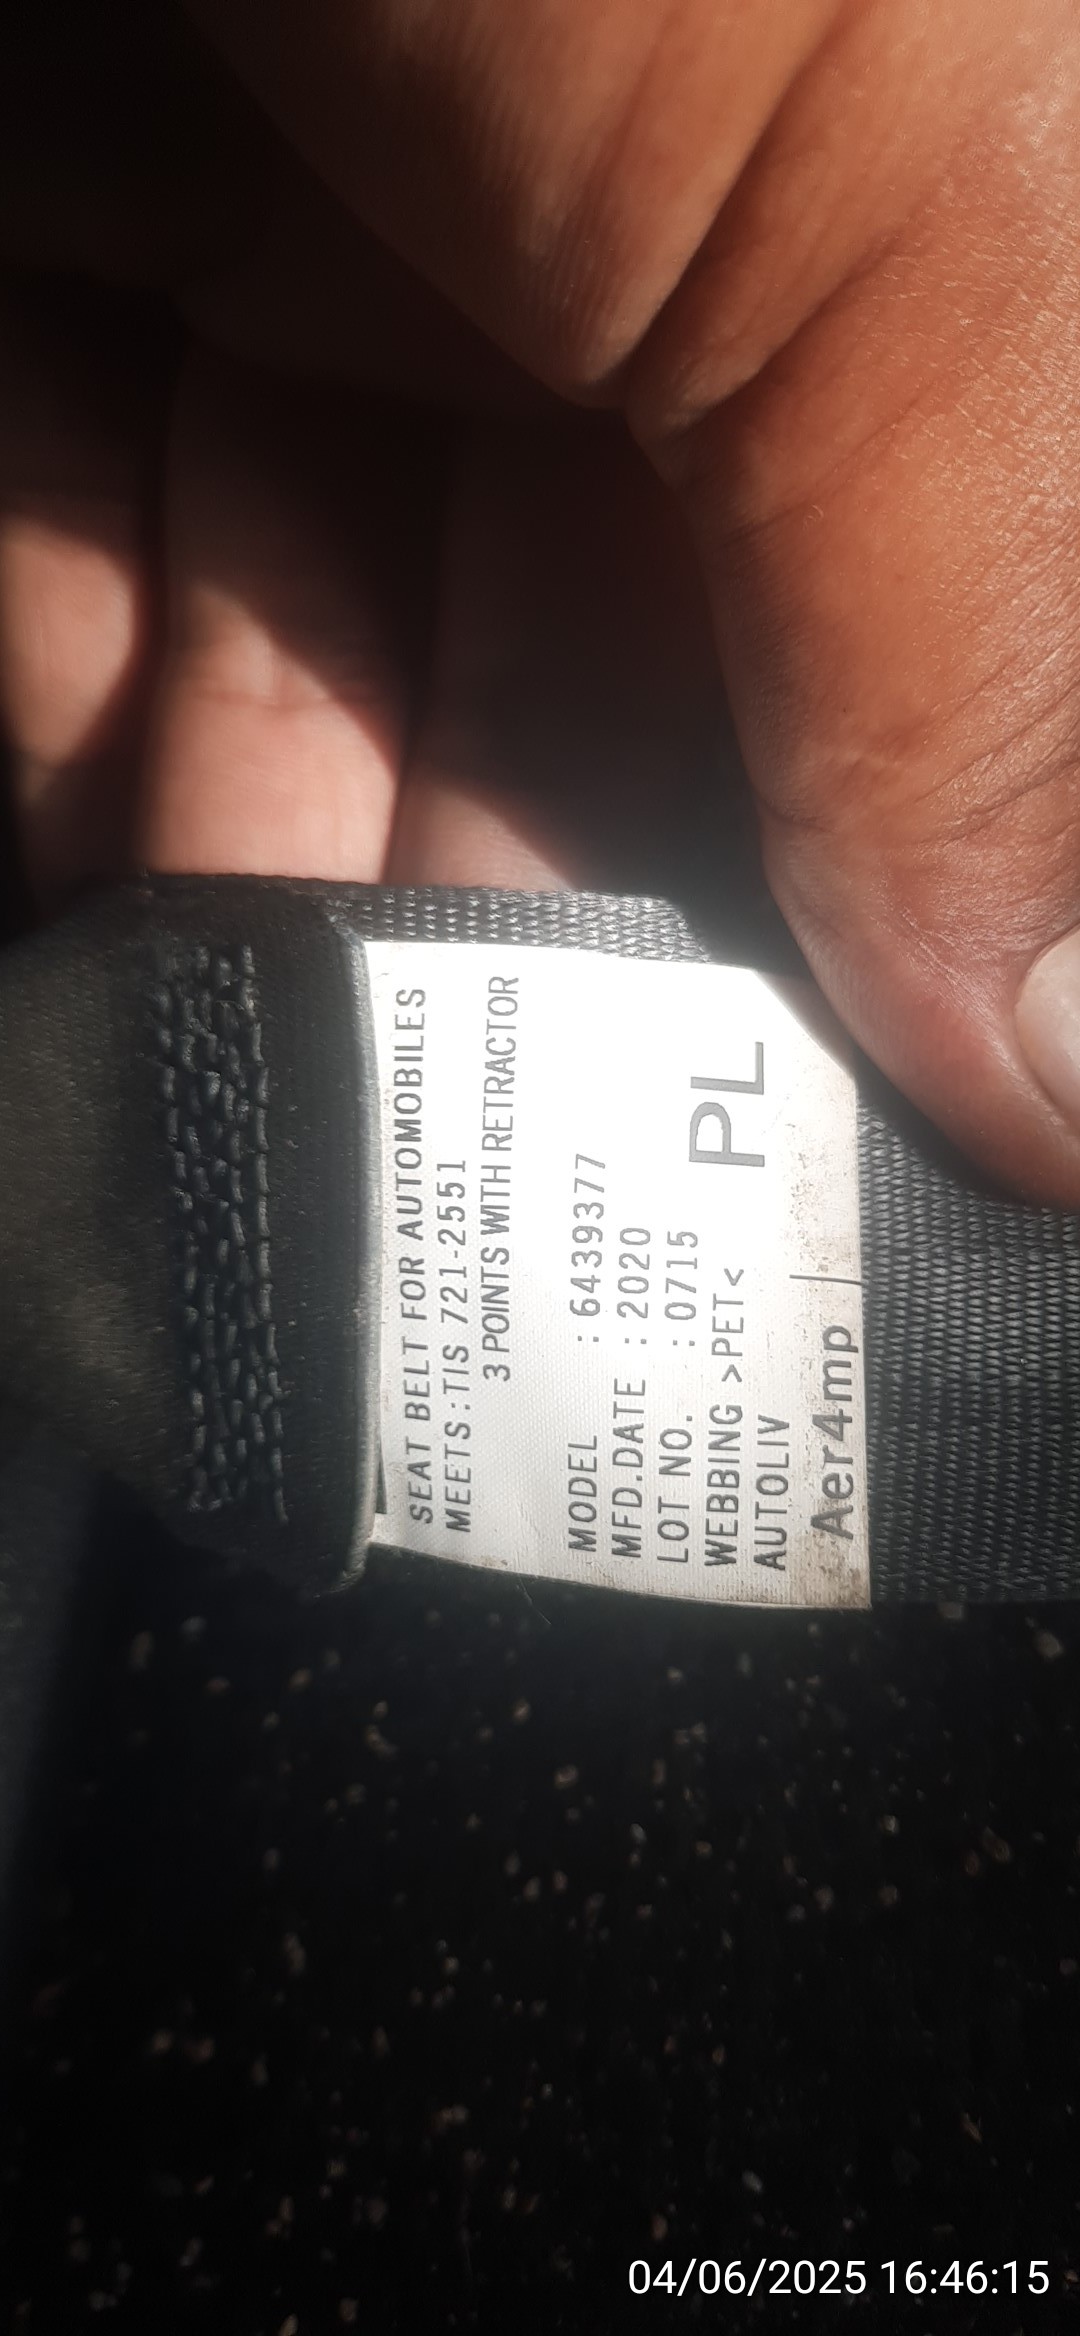 SEAT BELT FOR AUTOMOBILES
MEETS:TIS 721-2551
3 POINTS WITH RETRACTOR
MODEL : 6439377
MFD.DATE : 2020
LOT NO. : 0715
WEBBING >PET<
PL
AUTOLIV
Aer4mp
04/06/2025 16:46:15